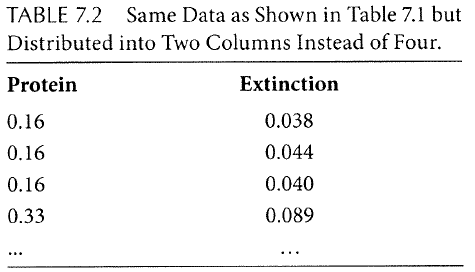 TABLE 7.2 Same Data as Shown in Table 7.1 but
Distributed into Two Columns Instead of Four.
Protein Extinction
0.16 0.038
0.16 0.044
0.16 0.040
0.33 0.089
... ...